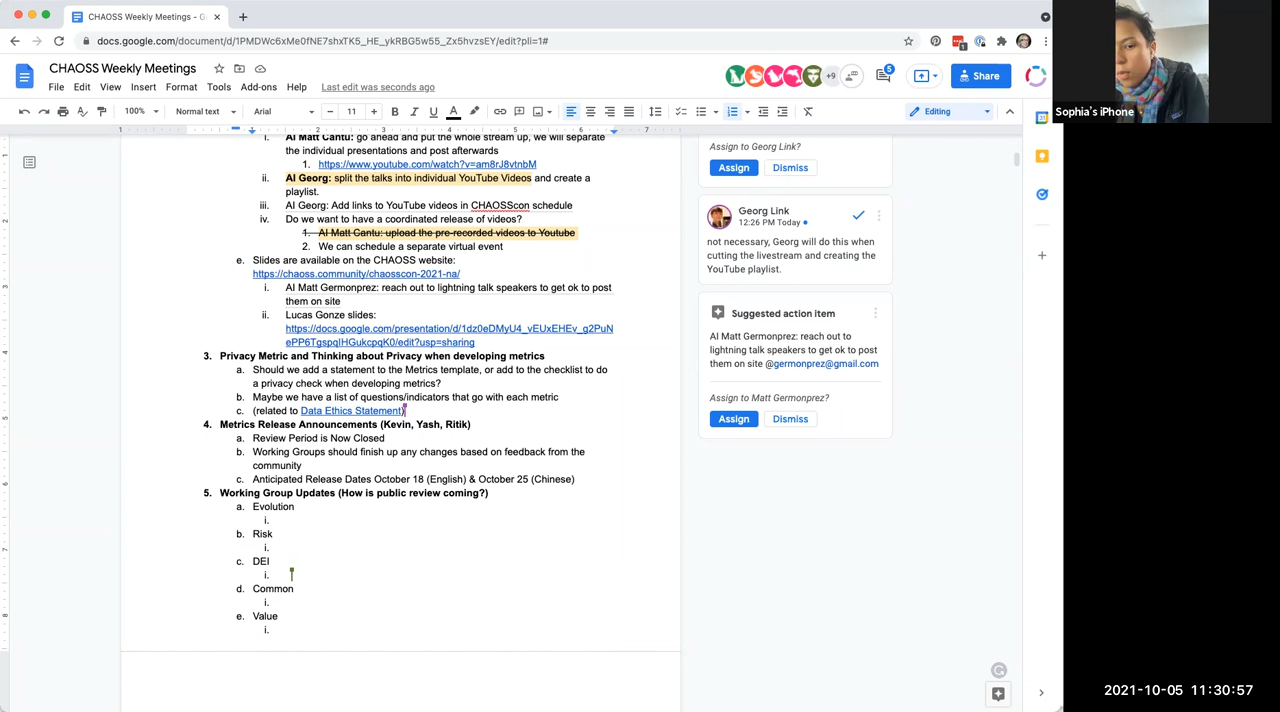 CHAOSS Weekly Meetings - G
docs.google.com/document/d/1PMDWc6xMe0fNE7shxTK5_HE_ykRBG5w55_Zx5hvzsEY/edit?pli=1#
CHAOSS Weekly Meetings
File Edit View Insert Format Tools Add-ons Help Last edit was seconds ago
+9
5
Share
100% Normal text Arial 11 Editing
Sophia's iPhone
1 2 3 4 5 6 7
i. AI Matt Cantu: go ahead and put the whole stream up, we will separate
the individual presentations and post afterwards
1. https://www.youtube.com/watch?v=am8rJ8vtnbM
ii. AI Georg: split the talks into individual YouTube Videos and create a
playlist.
iii. AI Georg: Add links to YouTube videos in CHAOSScon schedule
iv. Do we want to have a coordinated release of videos?
1. AI Matt Cantu: upload the pre-recorded videos to Youtube
2. We can schedule a separate virtual event
e. Slides are available on the CHAOSS website:
https://chaoss.community/chaosscon-2021-na/
i. AI Matt Germonprez: reach out to lightning talk speakers to get ok to post
them on site
ii. Lucas Gonze slides:
https://docs.google.com/presentation/d/1dz0eDMyU4_vEUxEHEv_g2PuN
ePP6TgspqIHGukcpqK0/edit?usp=sharing
3. Privacy Metric and Thinking about Privacy when developing metrics
a. Should we add a statement to the Metrics template, or add to the checklist to do
a privacy check when developing metrics?
b. Maybe we have a list of questions/indicators that go with each metric
c. (related to Data Ethics Statement)
4. Metrics Release Announcements (Kevin, Yash, Ritik)
a. Review Period is Now Closed
b. Working Groups should finish up any changes based on feedback from the
community
c. Anticipated Release Dates October 18 (English) & October 25 (Chinese)
5. Working Group Updates (How is public review coming?)
a. Evolution
i.
b. Risk
i.
c. DEI
i.
d. Common
i.
e. Value
i.
Assign to Georg Link?
Assign Dismiss
Georg Link
12:26 PM Today
not necessary, Georg will do this when
cutting the livestream and creating the
YouTube playlist.
Suggested action item
AI Matt Germonprez: reach out to
lightning talk speakers to get ok to post
them on site @germonprez@gmail.com
Assign to Matt Germonprez?
Assign Dismiss
2021-10-05 11:30:57